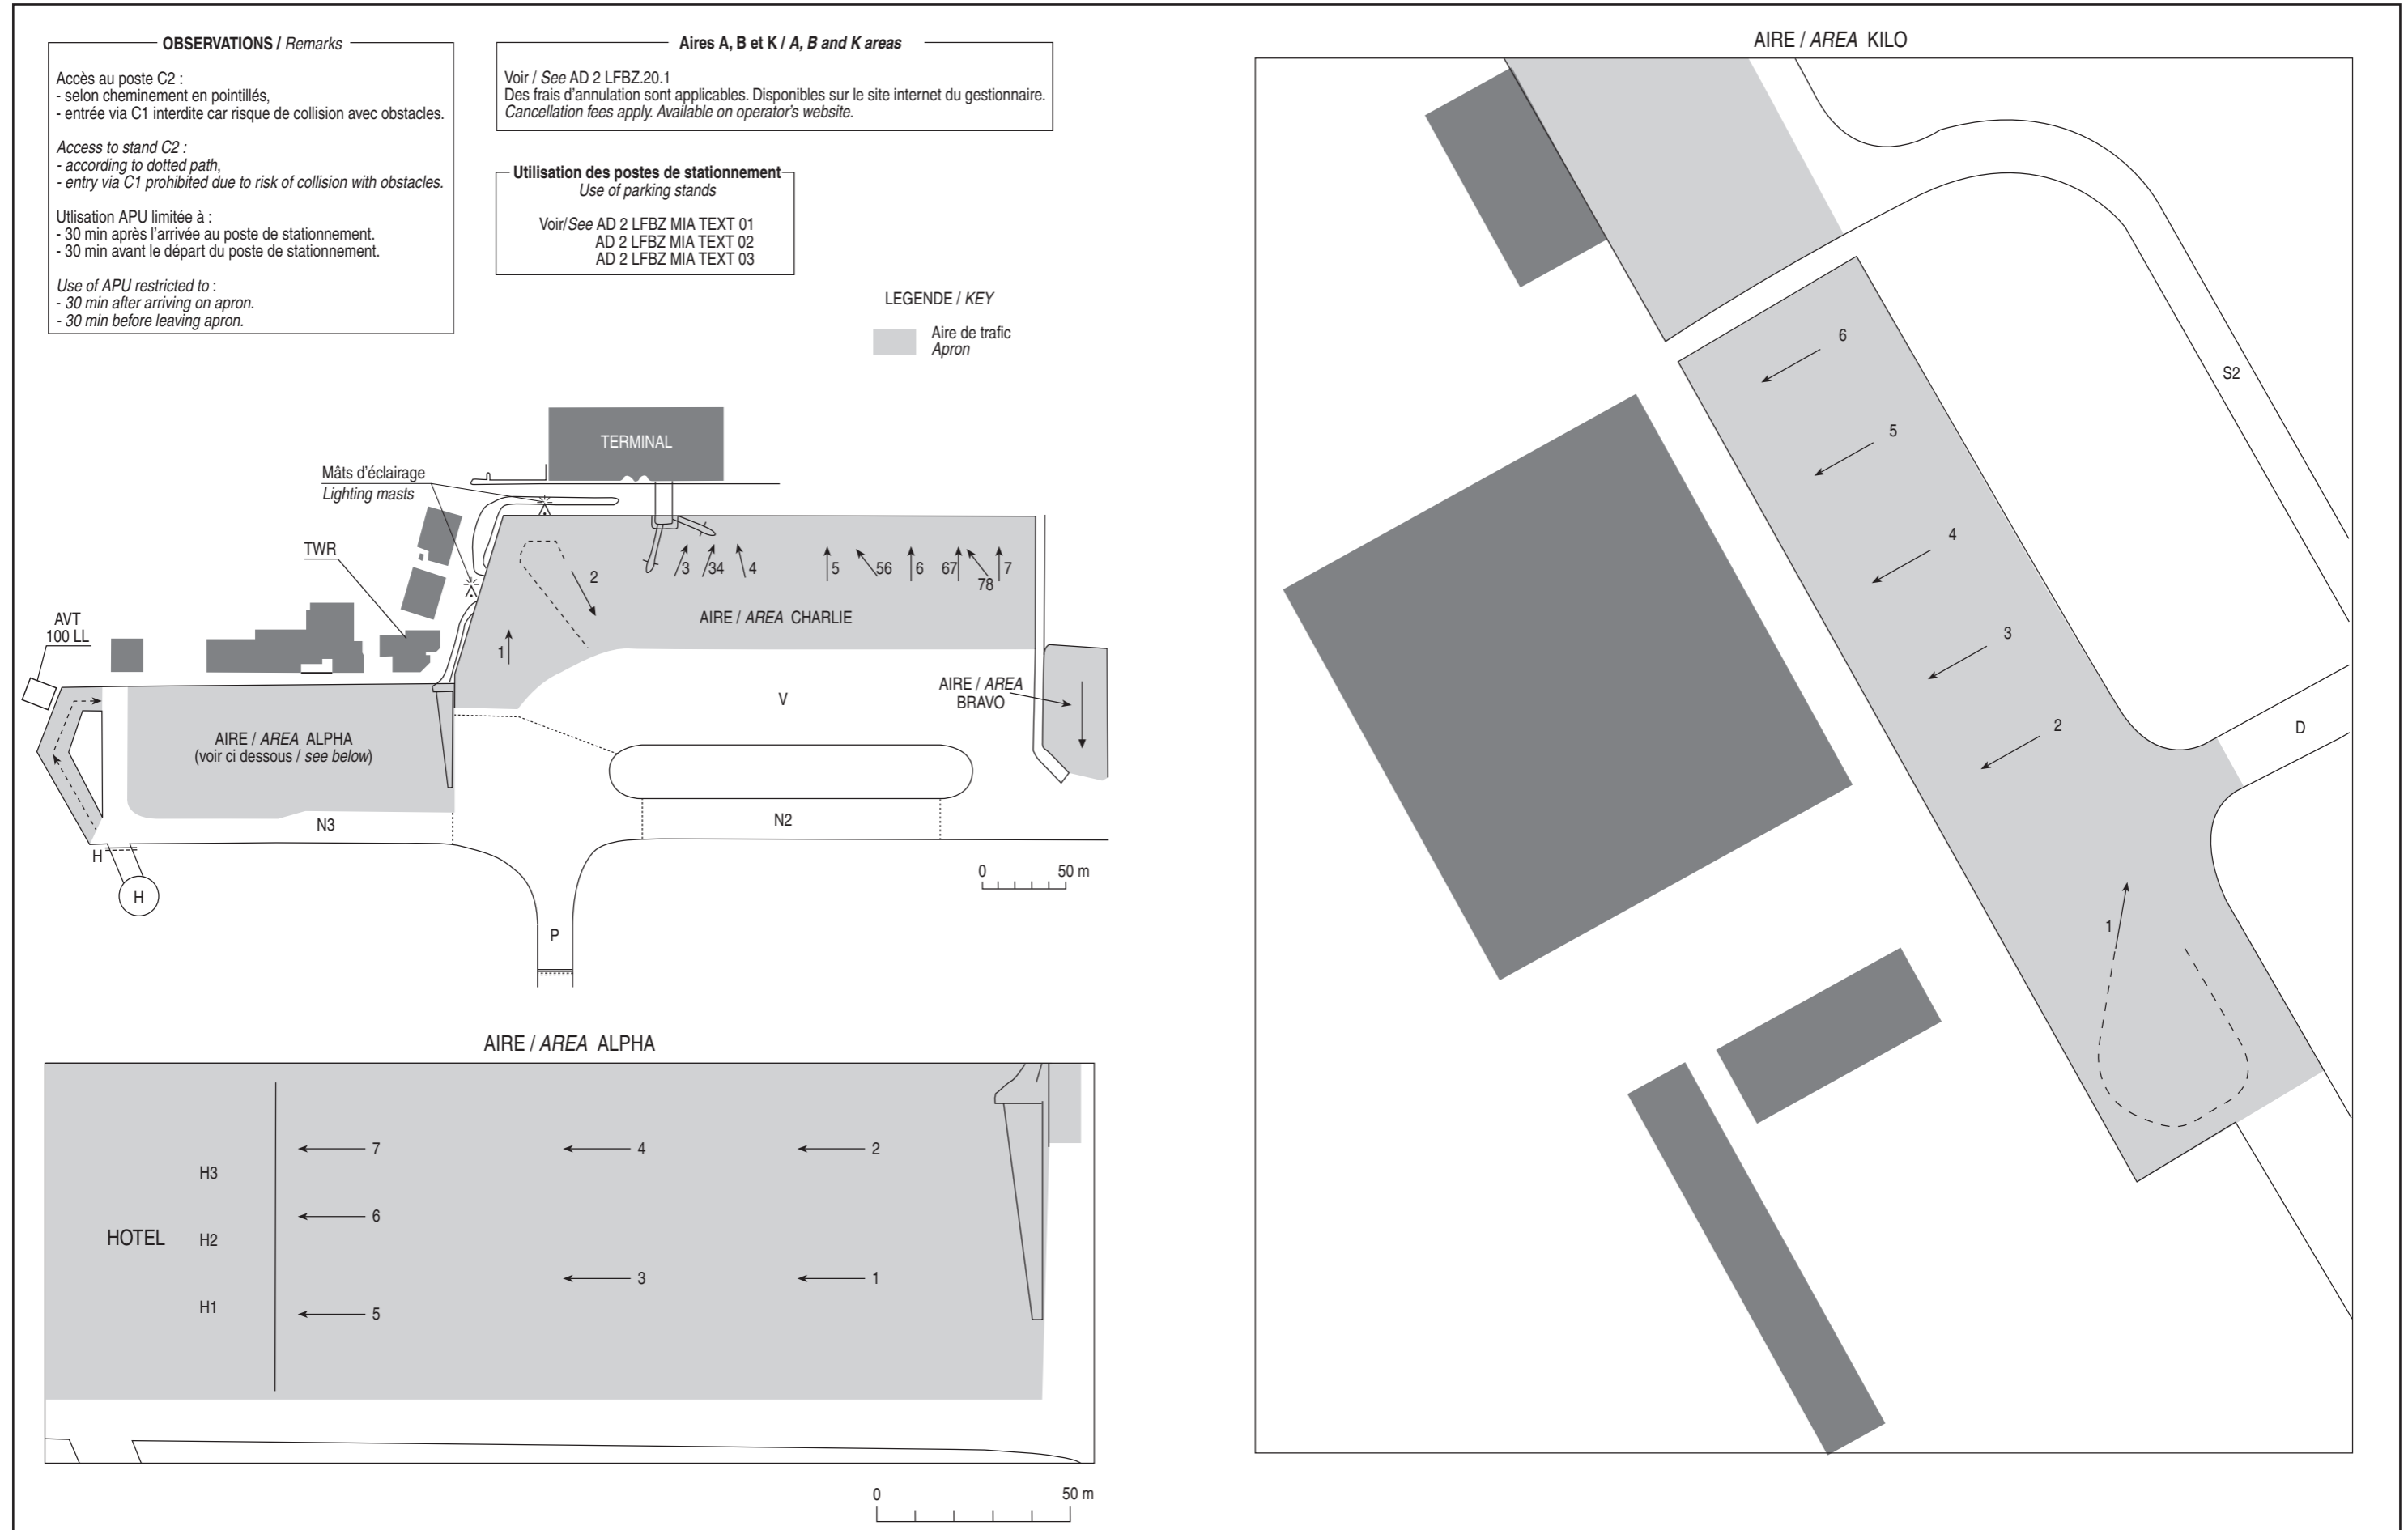 OBSERVATIONS / Remarks
Accès au poste C2 :
- selon cheminement en pointillés,
- entrée via C1 interdite car risque de collision avec obstacles.
Access to stand C2 :
- according to dotted path,
- entry via C1 prohibited due to risk of collision with obstacles.
Utlisation APU limitée à :
- 30 min après l'arrivée au poste de stationnement.
- 30 min avant le départ du poste de stationnement.
Use of APU restricted to :
- 30 min after arriving on apron.
- 30 min before leaving apron.
Aires A, B et K / A, B and K areas
Voir / See AD 2 LFBZ.20.1
Des frais d'annulation sont applicables. Disponibles sur le site internet du gestionnaire.
Cancellation fees apply. Available on operator's website.
Utilisation des postes de stationnement
Use of parking stands
Voir/See AD 2 LFBZ MIA TEXT 01
AD 2 LFBZ MIA TEXT 02
AD 2 LFBZ MIA TEXT 03
LEGENDE / KEY
Aire de trafic
Apron
TERMINAL
Mâts d'éclairage
Lighting masts
TWR
AVT
100 LL
1
2
3
34
4
5
56
6
67
78
7
AIRE / AREA CHARLIE
AIRE / AREA
BRAVO
V
AIRE / AREA ALPHA
(voir ci dessous / see below)
N3
N2
H
H
P
0 50 m
AIRE / AREA ALPHA
7
4
2
H3
6
HOTEL
H2
3
1
H1
5
0 50 m
AIRE / AREA KILO
6
S2
5
4
3
2
D
1